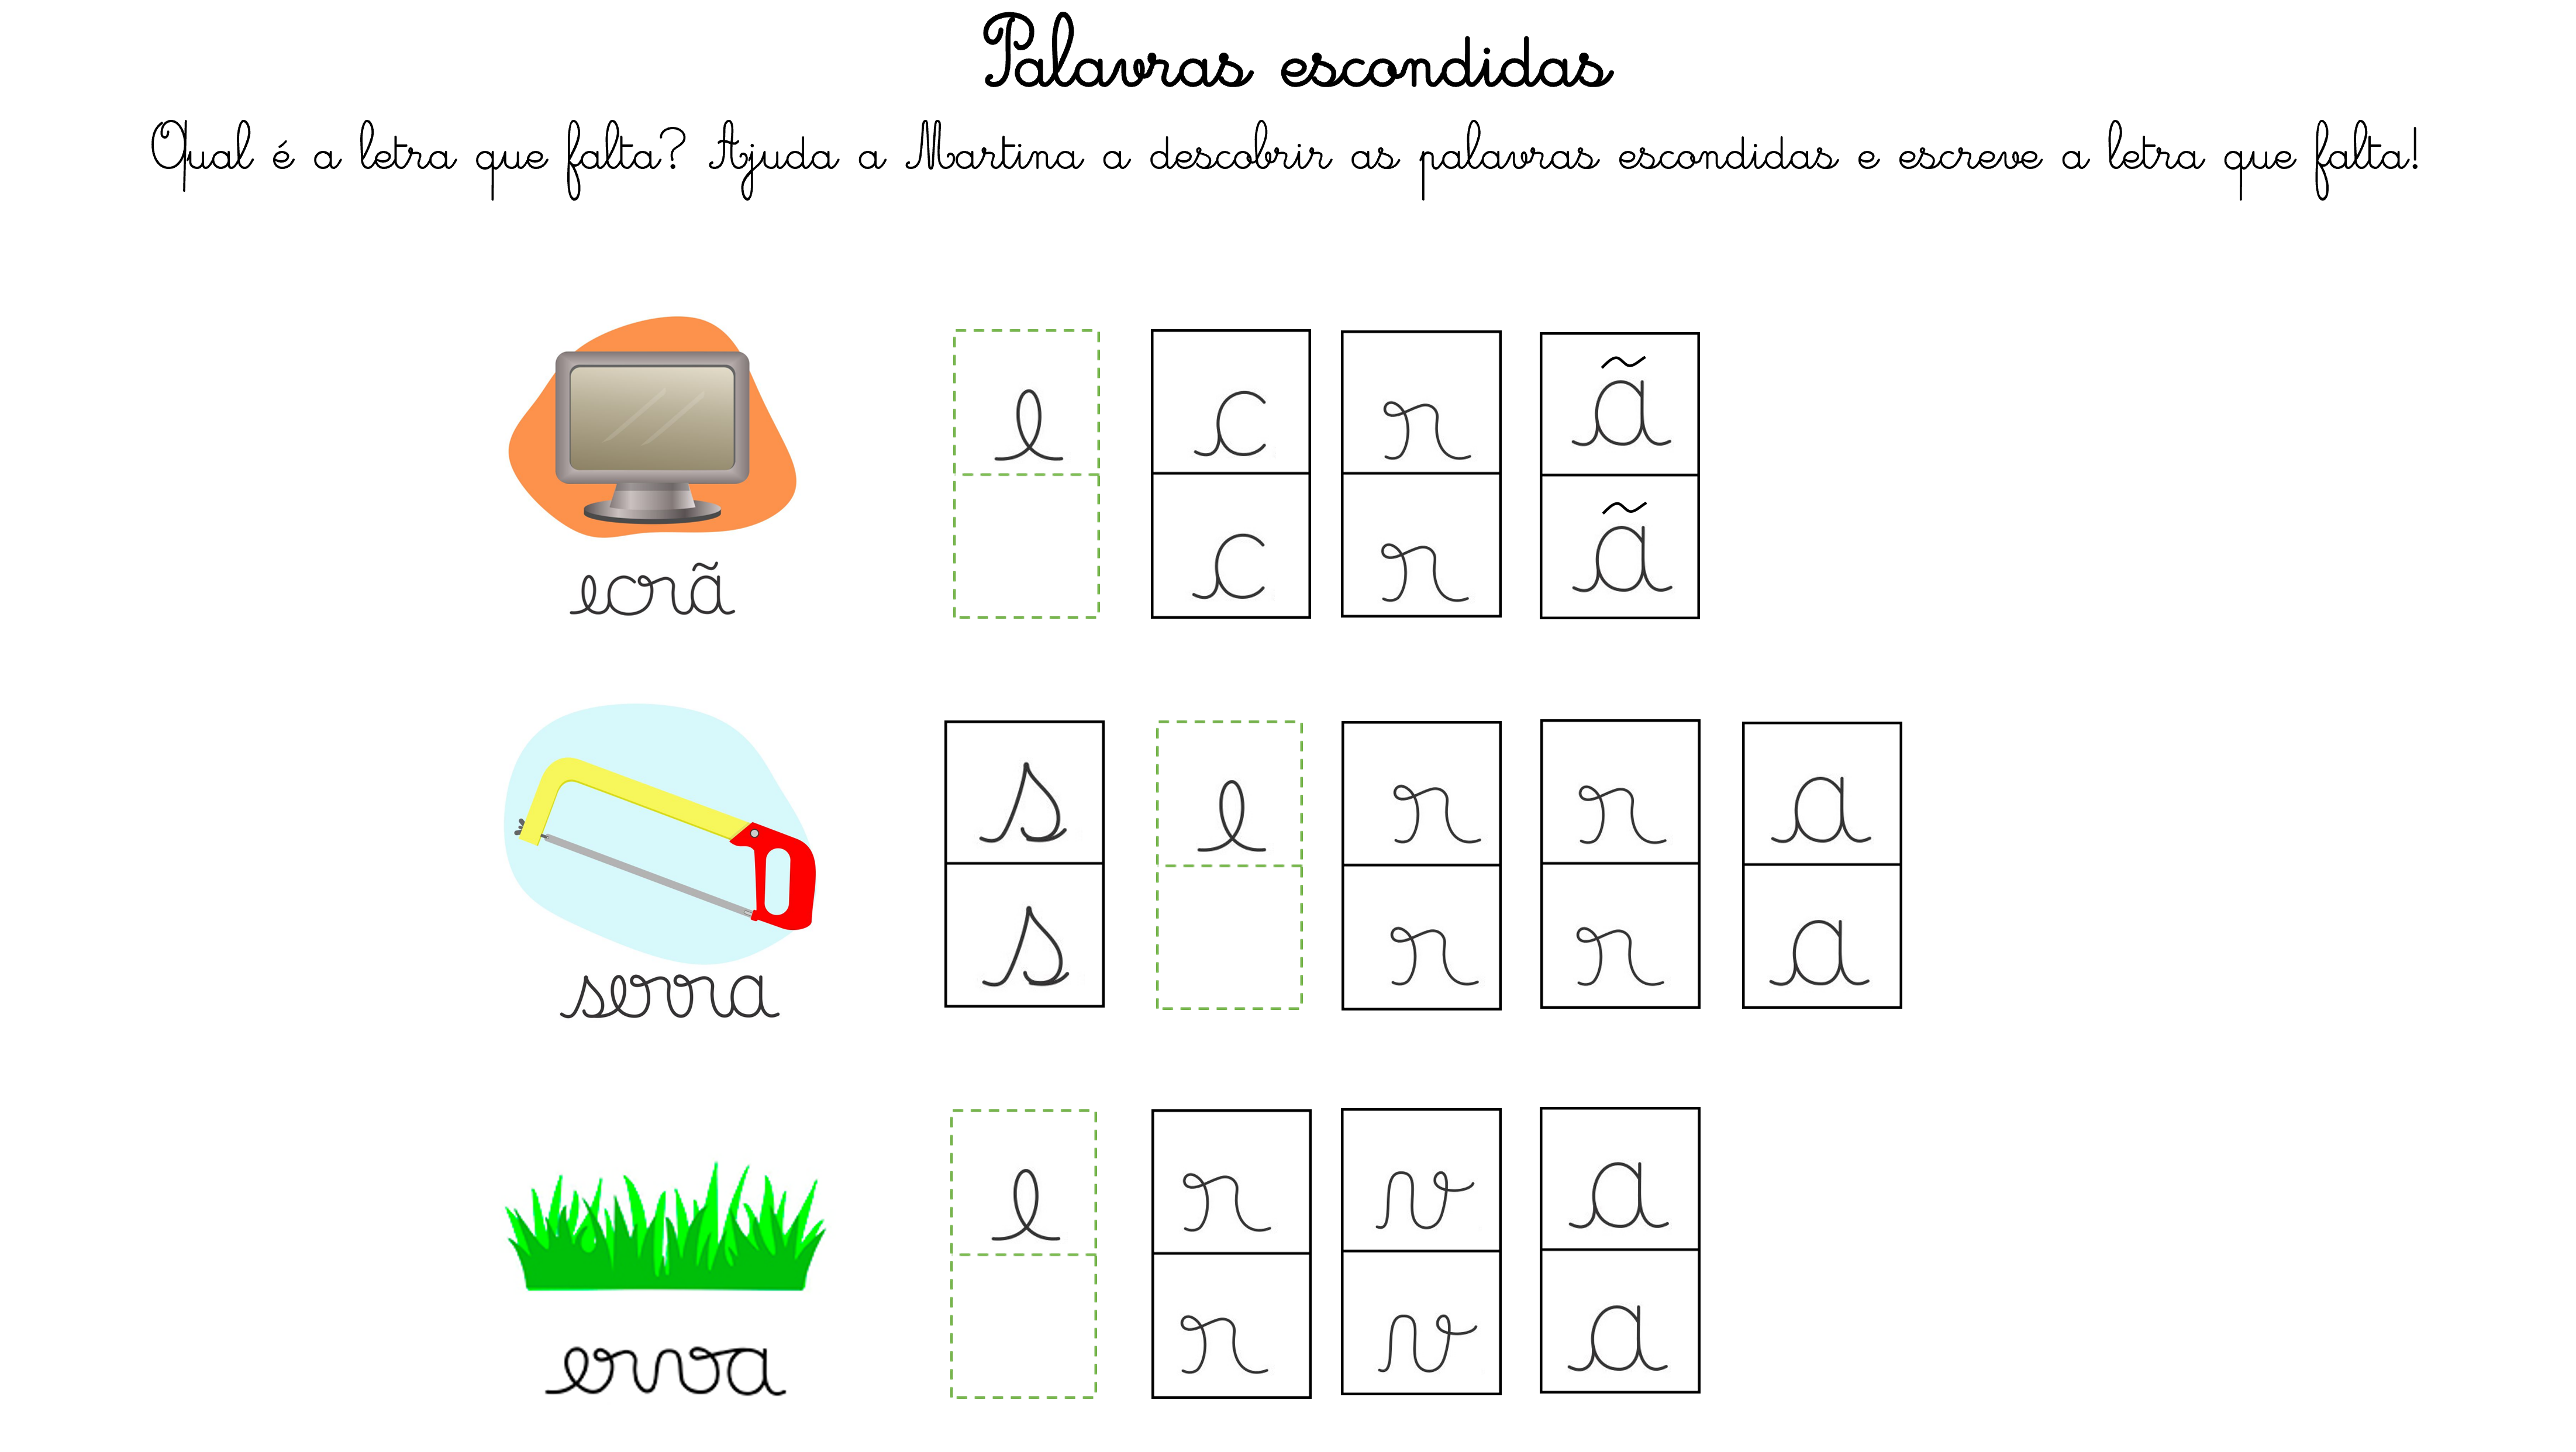 Palavras escondidas
Qual é a letra que falta? Ajuda a Martina a descobrir as palavras escondidas e escreve a letra que falta!
e c r ã
c r ã
ecrã
s e r r a
s r r a
serra
e r v a
r v a
erva